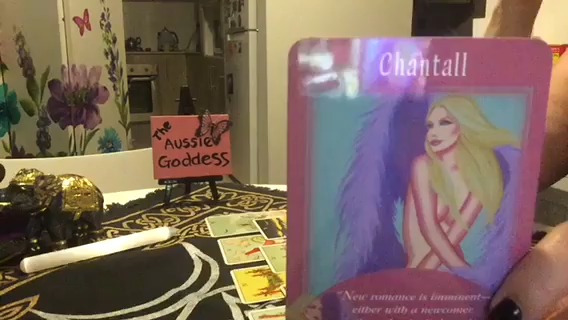 The
Aussie
Goddess
Chantall
"New romance is imminent—
either with a newcomer